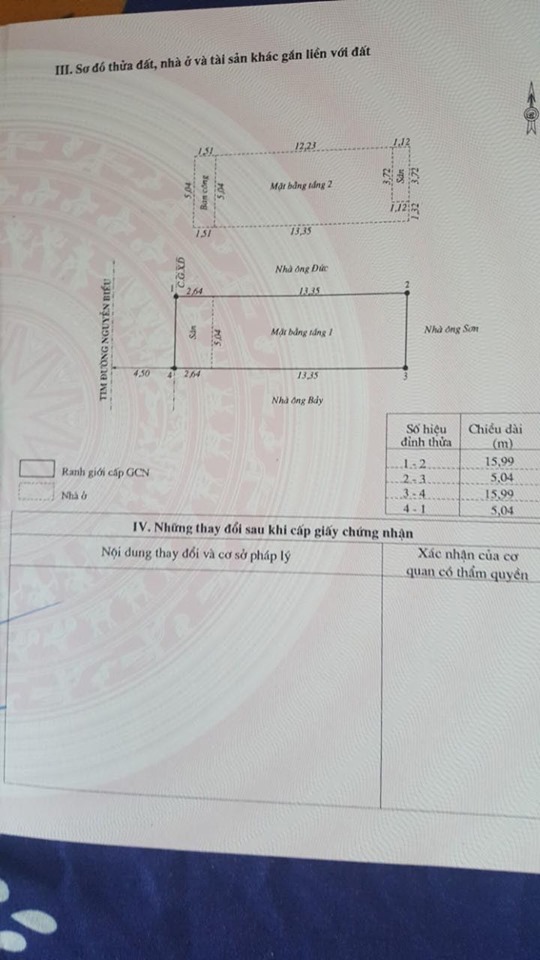 III. Sơ đồ thửa đất, nhà ở và tài sản khác gắn liền với đất
1,51
12,23
1,12
5,04
Ban công
5,04
Mặt bằng tầng 2
3,72
Sân
3,72
1,12
1,32
1,51
13,35
C.G.X.Đ
Nhà ông Đức
1
2,64
13,35
2
TIM ĐƯỜNG NGUYỄN BIỂU
Sân
5,04
Mặt bằng tầng 1
Nhà ông Sơn
4,50
4
2,64
13,35
3
Nhà ông Bảy
Số hiệu đỉnh thửa
Chiều dài (m)
1 - 2
15,99
2 - 3
5,04
3 - 4
15,99
4 - 1
5,04
Ranh giới cấp GCN
Nhà ở
IV. Những thay đổi sau khi cấp giấy chứng nhận
Nội dung thay đổi và cơ sở pháp lý
Xác nhận của cơ
quan có thẩm quyền